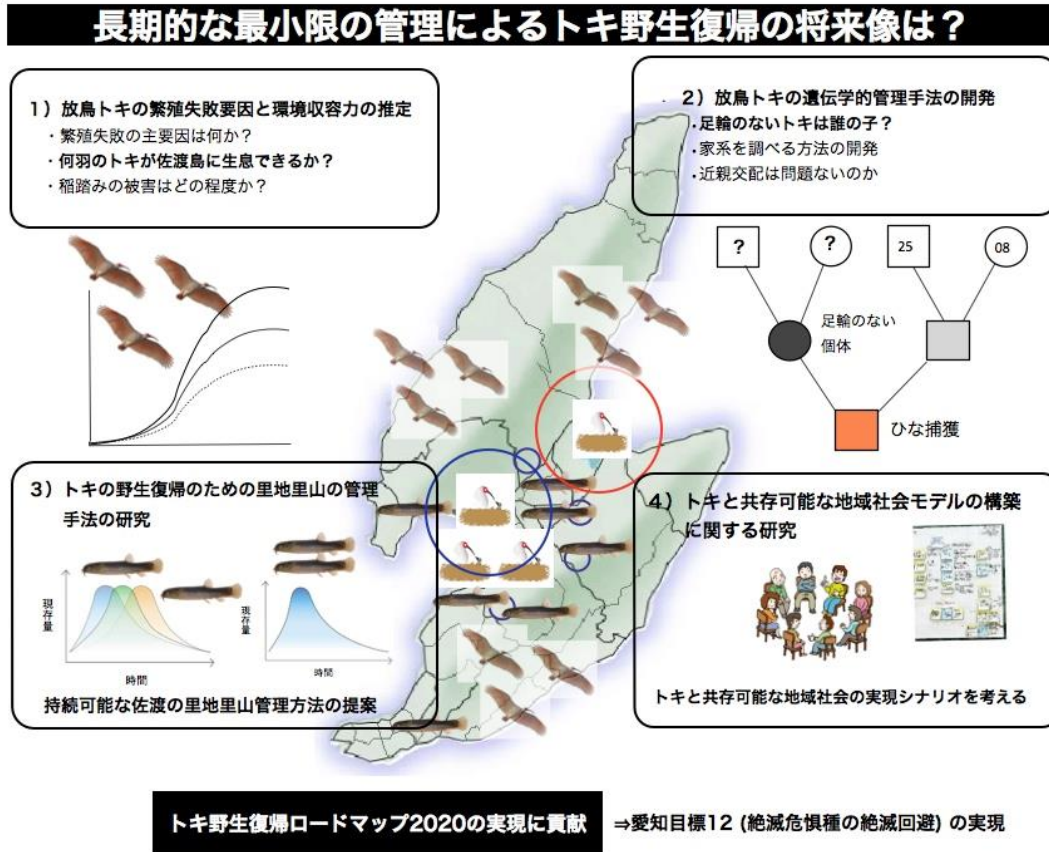 長期的な最小限の管理によるトキ野生復帰の将来像は？
1）放鳥トキの繁殖失敗要因と環境収容力の推定
・繁殖失敗の主要因は何か？
・何羽のトキが佐渡島に生息できるか？
・稲踏みの被害はどの程度か？
2）放鳥トキの遺伝学的管理手法の開発
・足輪のないトキは誰の子？
・家系を調べる方法の開発
・近親交配は問題ないのか
?
?
25
08
足輪のない
個体
ひな捕獲
3）トキの野生復帰のための里地里山の管理
手法の研究
現存量
時間
現存量
時間
持続可能な佐渡の里地里山管理方法の提案
4）トキと共存可能な地域社会モデルの構築
に関する研究
トキと共存可能な地域社会の実現シナリオを考える
トキ野生復帰ロードマップ2020の実現に貢献
⇒愛知目標12 (絶滅危惧種の絶滅回避) の実現